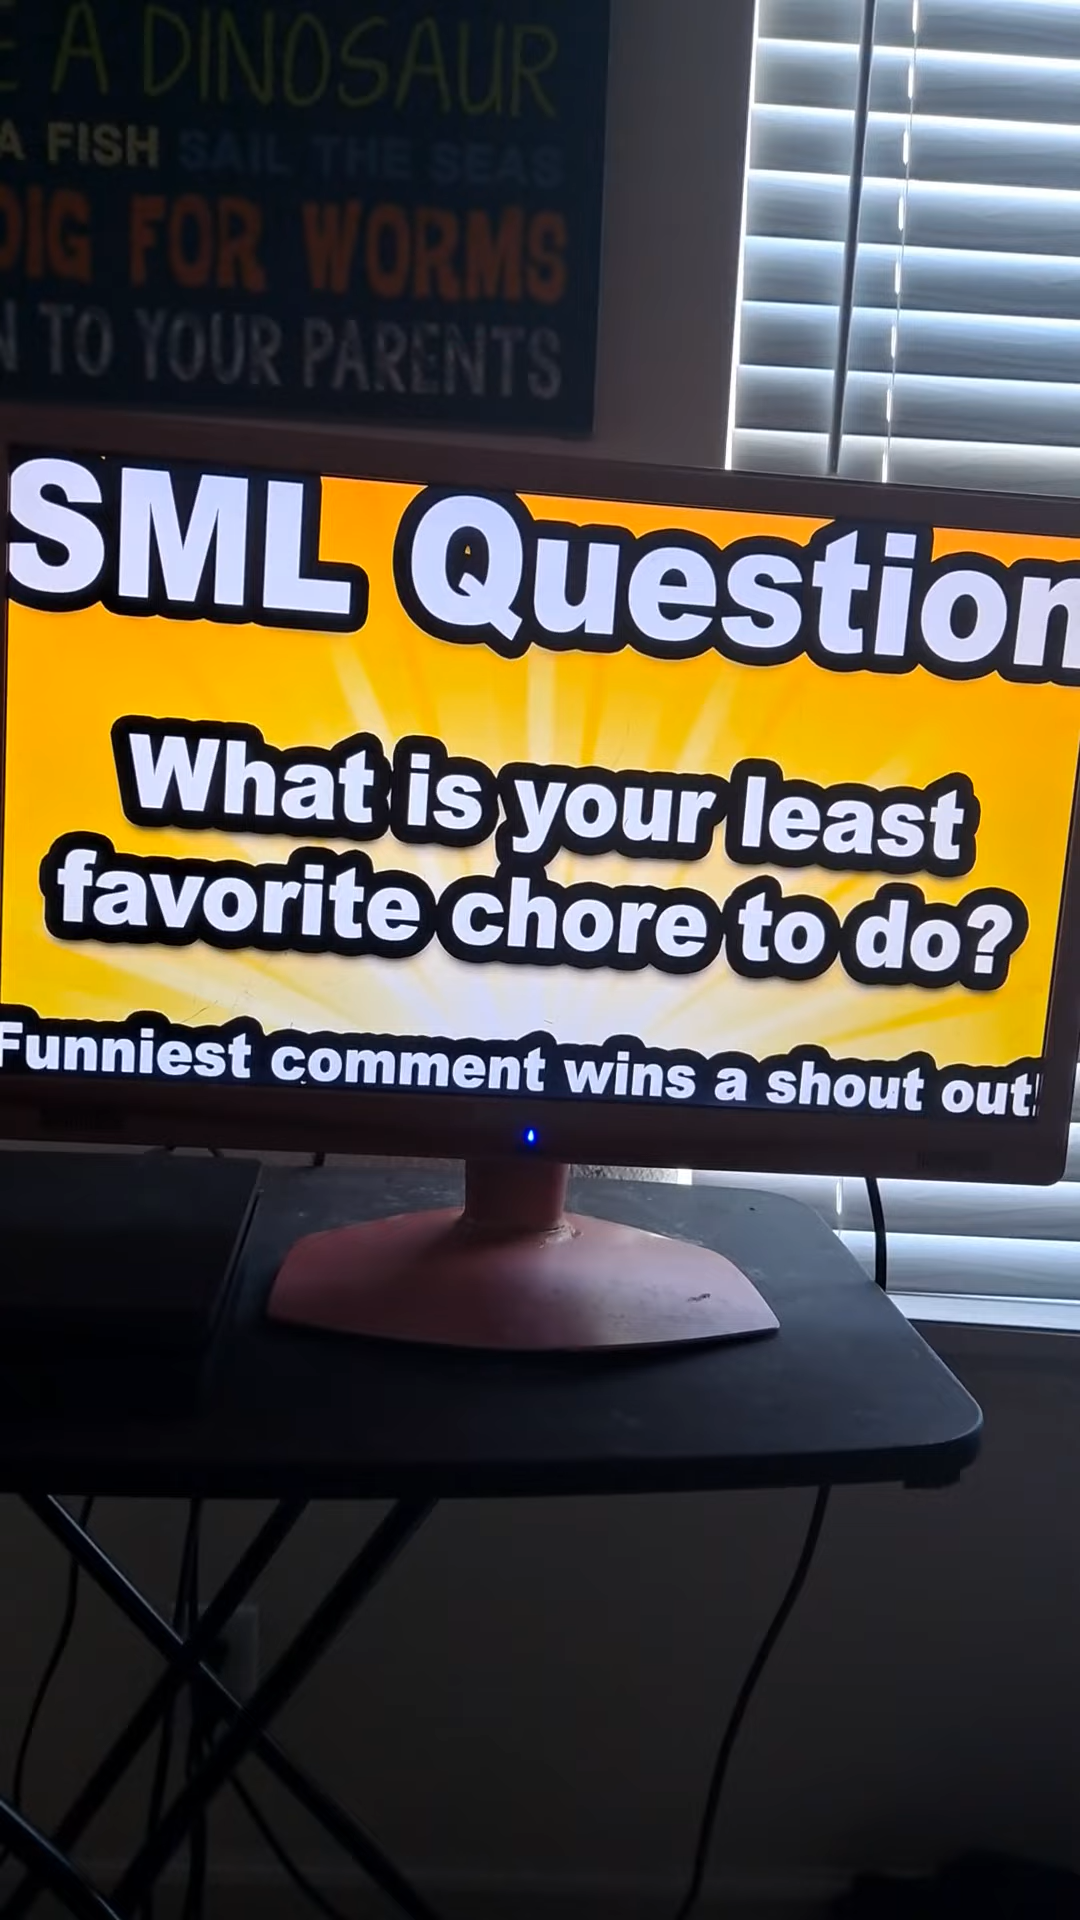 A DINOSAUR
A FISH SAIL THE SEAS
DIG FOR WORMS
TO YOUR PARENTS
SML Question
What is your least
favorite chore to do?
Funniest comment wins a shout out!